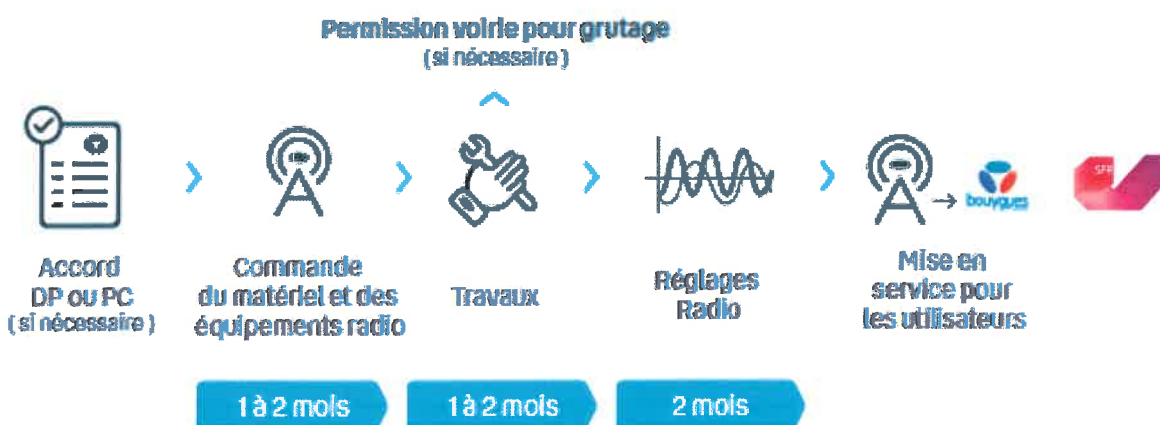 Permission voirie pour grutage
(si nécessaire)
Accord
DP ou PC
(si nécessaire)
Commande
du matériel et des
équipements radio
Travaux
Réglages
Radio
bouygues
SFR
Mise en
service pour
les utilisateurs
1 à 2 mois
1 à 2 mois
2 mois